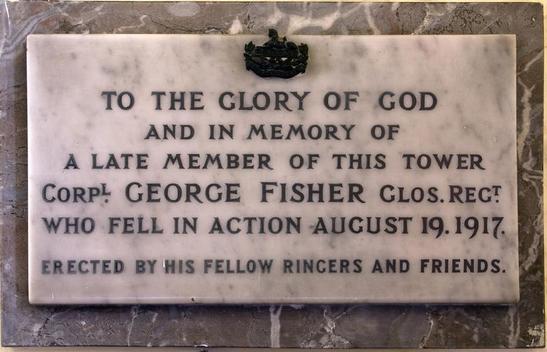 TO THE GLORY OF GOD
AND IN MEMORY OF
A LATE MEMBER OF THIS TOWER
CORPL. GEORGE FISHER GLOS. REGT.
WHO FELL IN ACTION AUGUST 19. 1917.
ERECTED BY HIS FELLOW RINGERS AND FRIENDS.